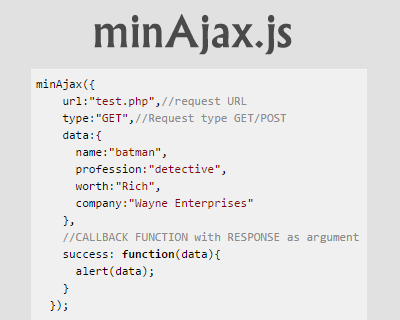 minAjax.js
minAjax({
url:"test.php",//request URL
type:"GET",//Request type GET/POST
data:{
name:"batman",
profession:"detective",
worth:"Rich",
company:"Wayne Enterprises"
},
//CALLBACK FUNCTION with RESPONSE as argument
success: function(data){
alert(data);
}
});